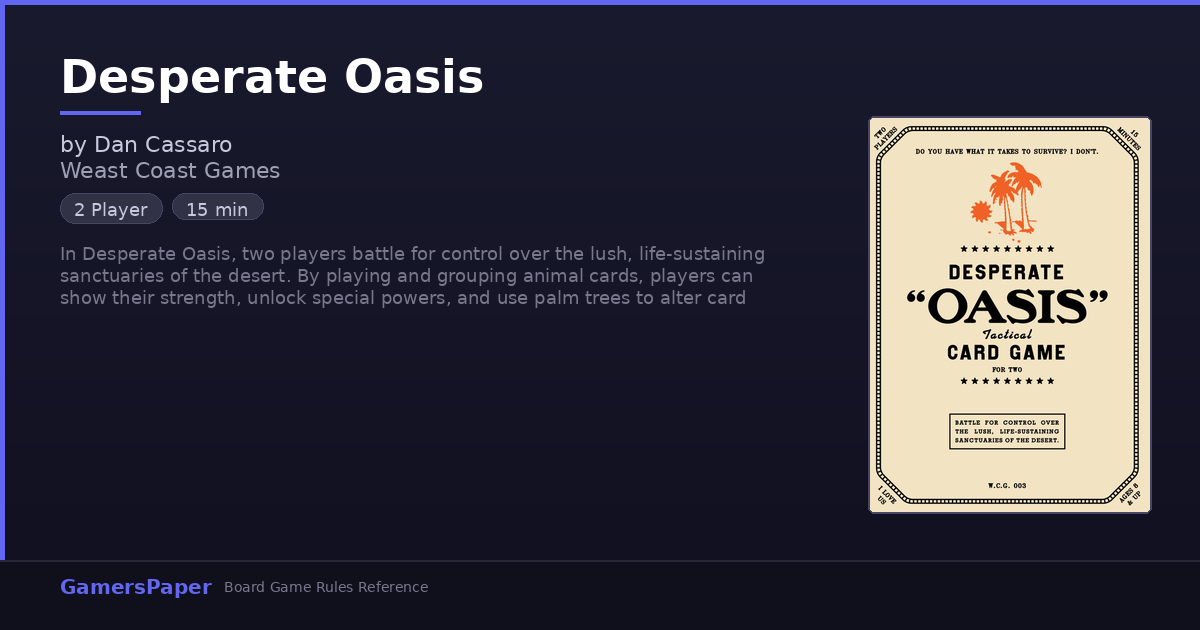 Desperate Oasis
by Dan Cassaro
Weast Coast Games
2 Player
15 min
In Desperate Oasis, two players battle for control over the lush, life-sustaining
sanctuaries of the desert. By playing and grouping animal cards, players can
show their strength, unlock special powers, and use palm trees to alter card
TWO
PLAYERS
15
MINUTES
DO YOU HAVE WHAT IT TAKES TO SURVIVE? I DON'T.
DESPERATE
“OASIS”
Tactical
CARD GAME
FOR TWO
BATTLE FOR CONTROL OVER
THE LUSH, LIFE-SUSTAINING
SANCTUARIES OF THE DESERT.
W.C.G. 003
I LOVE
US
AGES 8
& UP
GamersPaper
Board Game Rules Reference